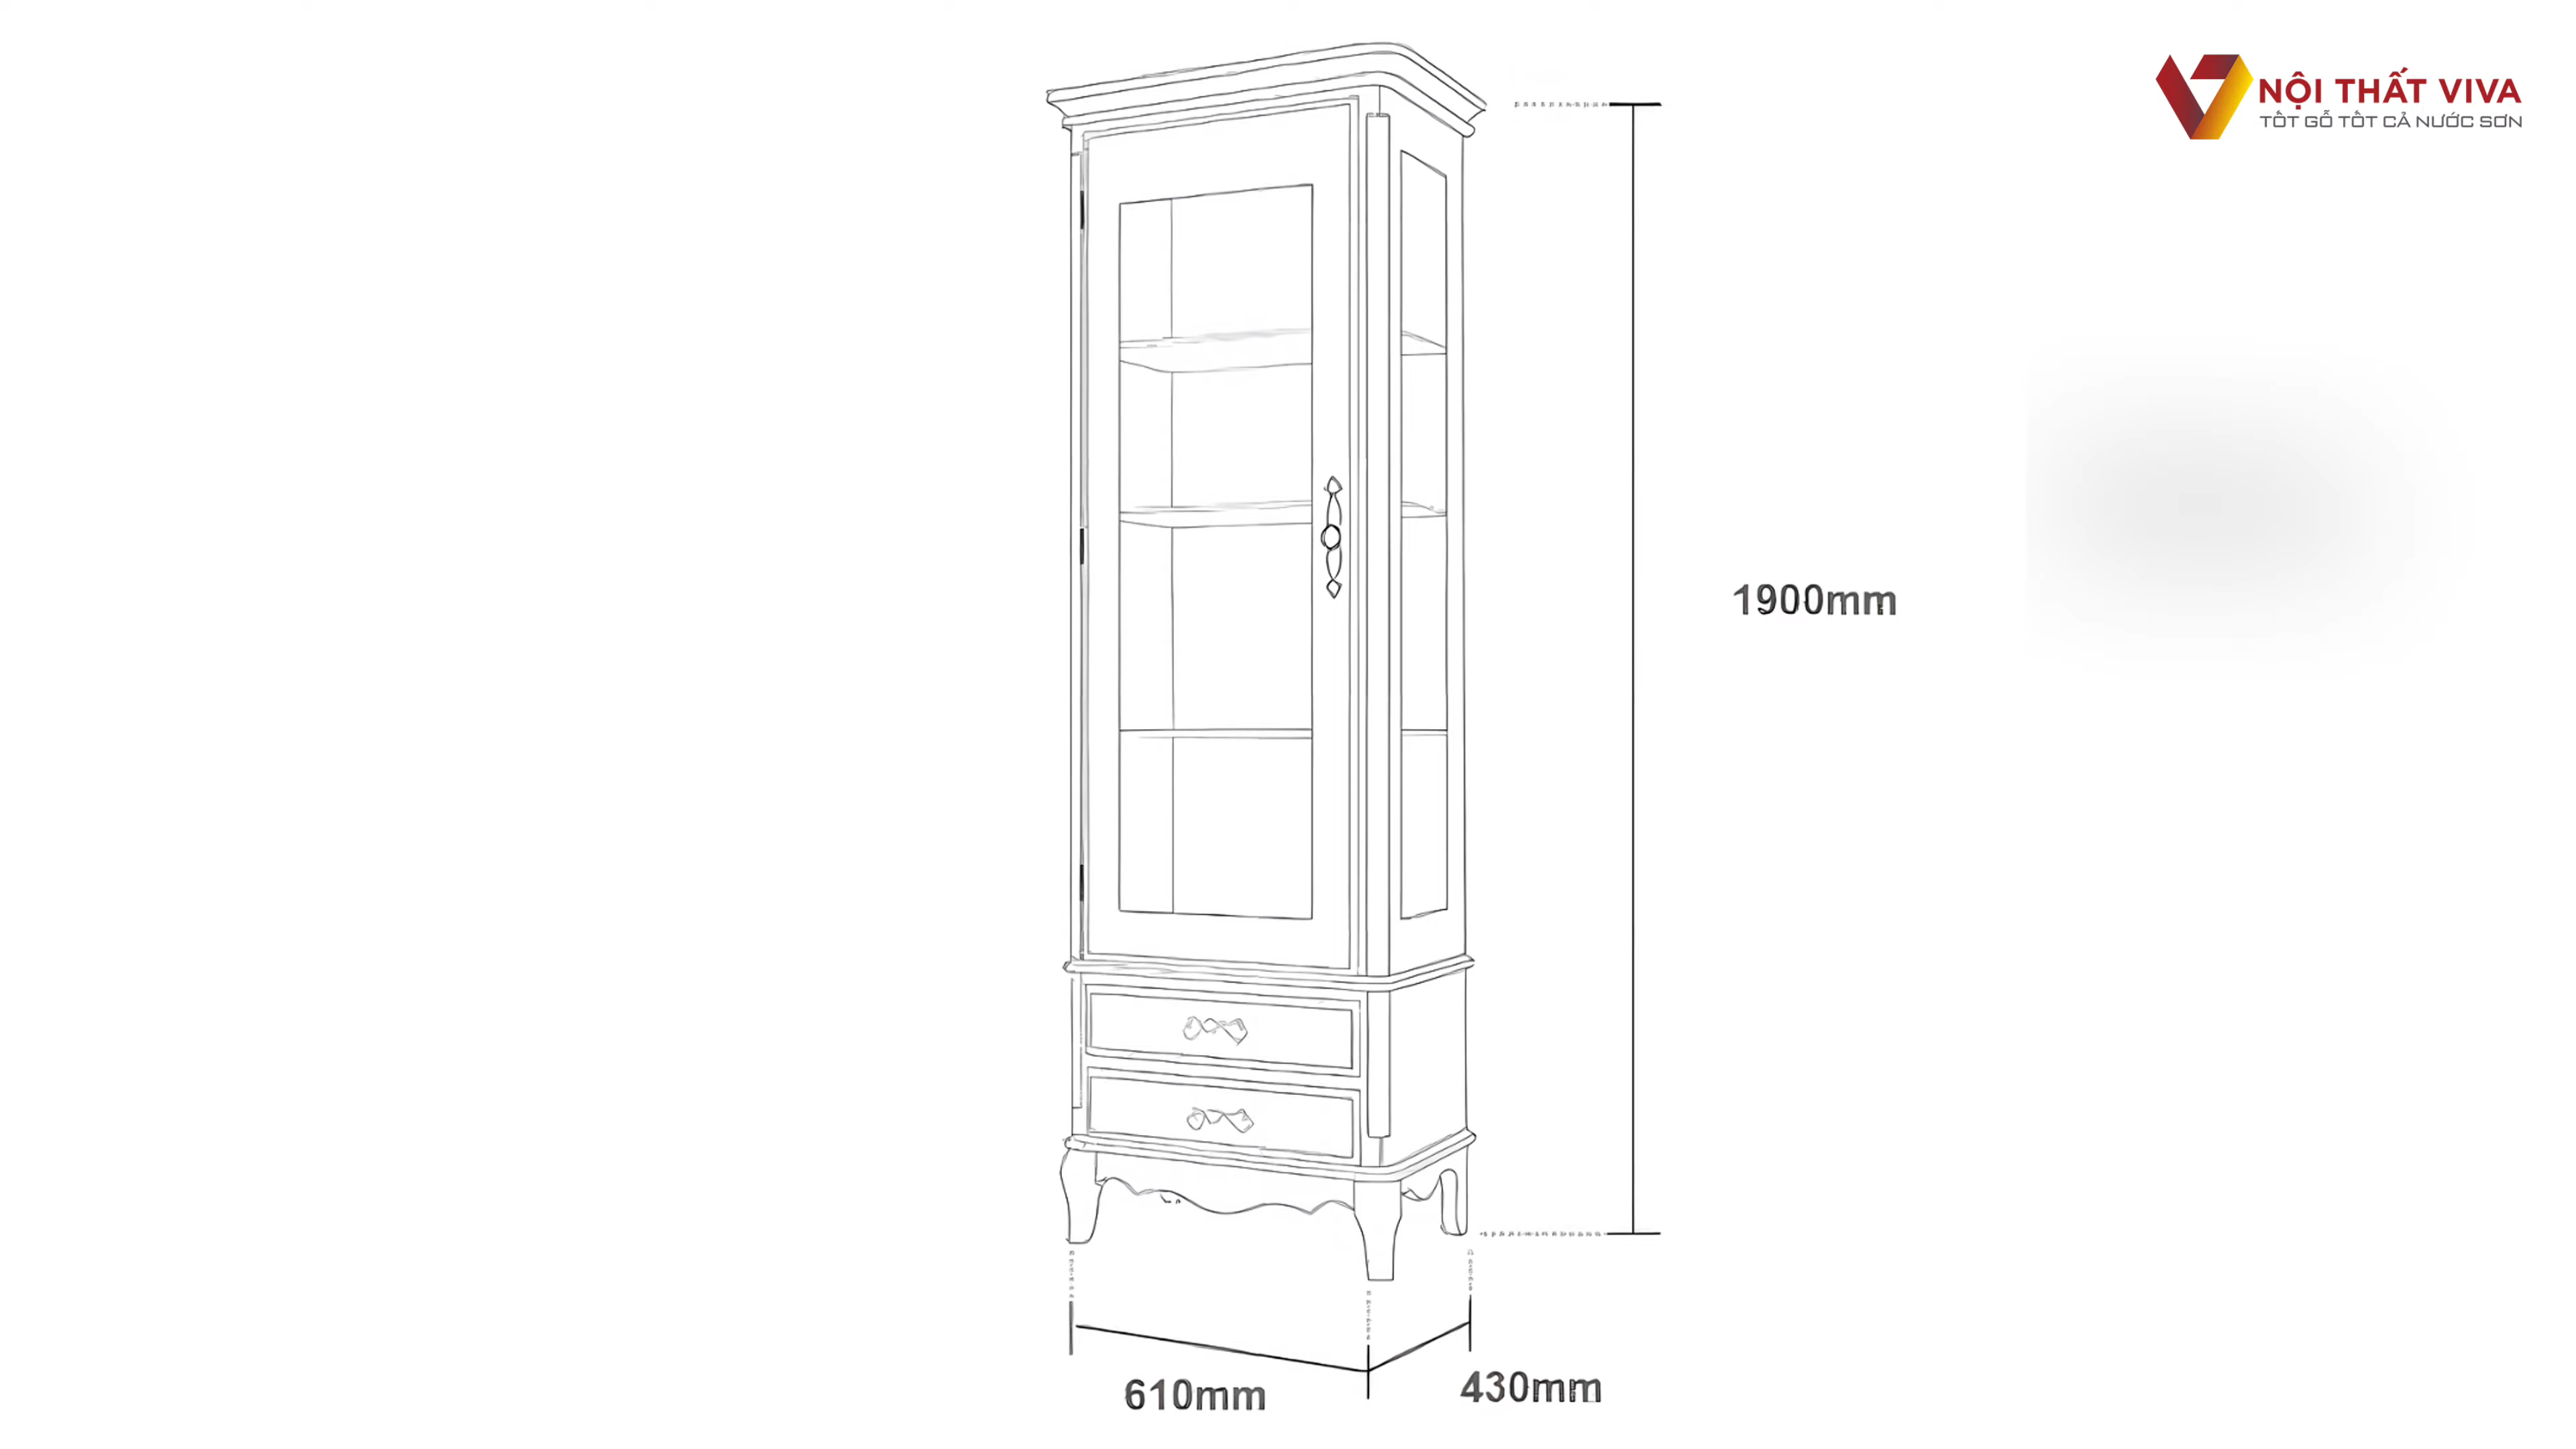 NỘI THẤT VIVA
TỐT GỖ TỐT CẢ NƯỚC SƠN
1900mm
610mm
430mm